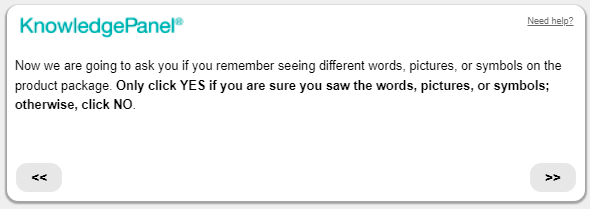 KnowledgePanel®
Need help?
Now we are going to ask you if you remember seeing different words, pictures, or symbols on the
product package. Only click YES if you are sure you saw the words, pictures, or symbols;
otherwise, click NO.
<<
>>